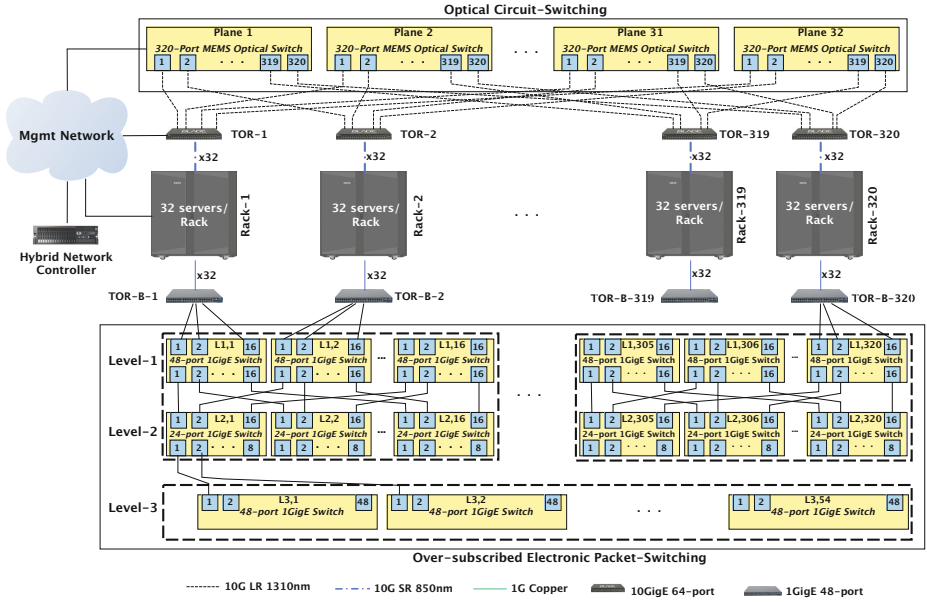 Optical Circuit-Switching
Plane 1
320-Port MEMS Optical Switch
1 2 · · · 319 320
Plane 2
320-Port MEMS Optical Switch
1 2 · · · 319 320
· · ·
Plane 31
320-Port MEMS Optical Switch
1 2 · · · 319 320
Plane 32
320-Port MEMS Optical Switch
1 2 · · · 319 320
Mgmt Network
TOR-1
TOR-2
TOR-319
TOR-320
x32
x32
x32
x32
32 servers/
Rack
Rack-1
32 servers/
Rack
Rack-2
· · ·
32 servers/
Rack
Rack-319
32 servers/
Rack
Rack-320
Hybrid Network
Controller
x32
x32
x32
x32
TOR-B-1
TOR-B-2
TOR-B-319
TOR-B-320
Level-1
1 2 L1,1 16
48-port 1GigE Switch
1 2 · · · 16
1 2 L1,2 16
48-port 1GigE Switch
1 2 · · · 16
...
1 2 L1,16 16
48-port 1GigE Switch
1 2 · · · 16
· · ·
1 2 L1,305 16
48-port 1GigE Switch
1 2 · · · 16
1 2 L1,306 16
48-port 1GigE Switch
1 2 · · · 16
...
1 2 L1,320 16
48-port 1GigE Switch
1 2 · · · 16
Level-2
1 2 L2,1 16
24-port 1GigE Switch
1 2 · · · 8
1 2 L2,2 16
24-port 1GigE Switch
1 2 · · · 8
...
1 2 L2,16 16
24-port 1GigE Switch
1 2 · · · 8
1 2 L2,305 16
24-port 1GigE Switch
1 2 · · · 8
1 2 L2,306 16
24-port 1GigE Switch
1 2 · · · 8
...
1 2 L2,320 16
24-port 1GigE Switch
1 2 · · · 8
Level-3
1 2 L3,1 48
48-port 1GigE Switch
1 2 L3,2 48
48-port 1GigE Switch
· · ·
1 2 L3,54 48
48-port 1GigE Switch
Over-subscribed Electronic Packet-Switching
10G LR 1310nm
10G SR 850nm
1G Copper
10GigE 64-port
1GigE 48-port